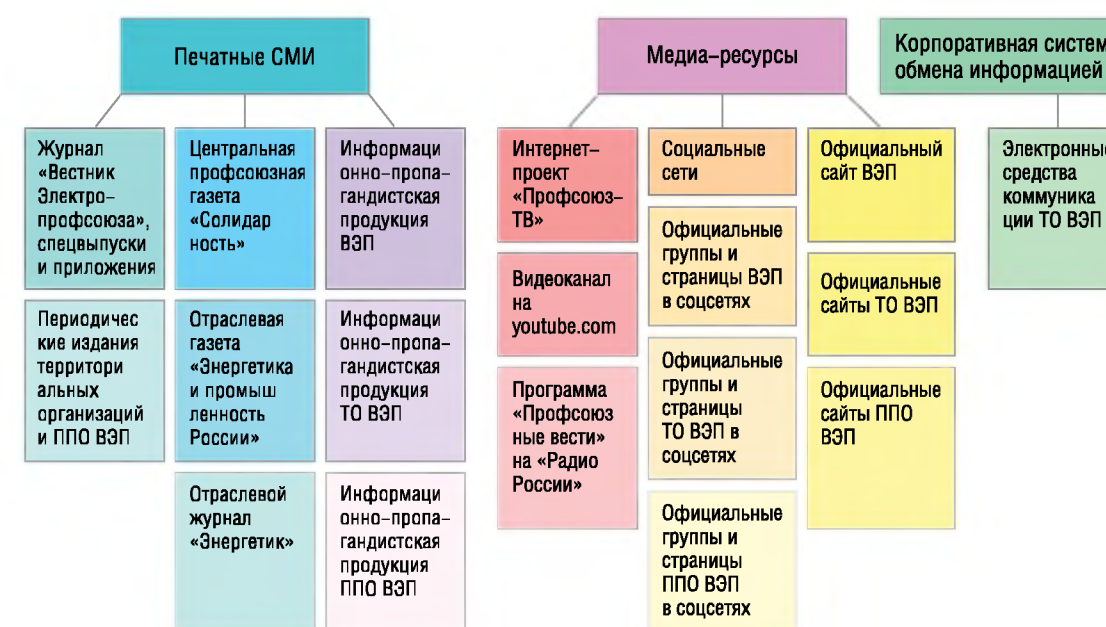 Печатные СМИ
Журнал
«Вестник
Электро–
профсоюза»,
спецвыпуски
и приложения
Периодичес
кие издания
территори
альных
организаций
и ППО ВЭП
Центральная
профсоюзная
газета
«Солидар
ность»
Отраслевая
газета
«Энергетика
и промыш
ленность
России»
Отраслевой
журнал
«Энергетик»
Информаци
онно–пропа–
гандистская
продукция
ВЭП
Информаци
онно–пропа–
гандистская
продукция
ТО ВЭП
Информаци
онно–пропа–
гандистская
продукция
ППО ВЭП
Медиа–ресурсы
Интернет–
проект
«Профсоюз–
ТВ»
Видеоканал
на
youtube.com
Программа
«Профсоюз
ные вести»
на «Радио
России»
Социальные
сети
Официальные
группы и
страницы ВЭП
в соцсетях
Официальные
группы и
страницы
ТО ВЭП в
соцсетях
Официальные
группы и
страницы
ППО ВЭП
в соцсетях
Официальный
сайт ВЭП
Официальные
сайты ТО ВЭП
Официальные
сайты ППО
ВЭП
Корпоративная систем
обмена информацией
Электронные
средства
коммуника
ции ТО ВЭП